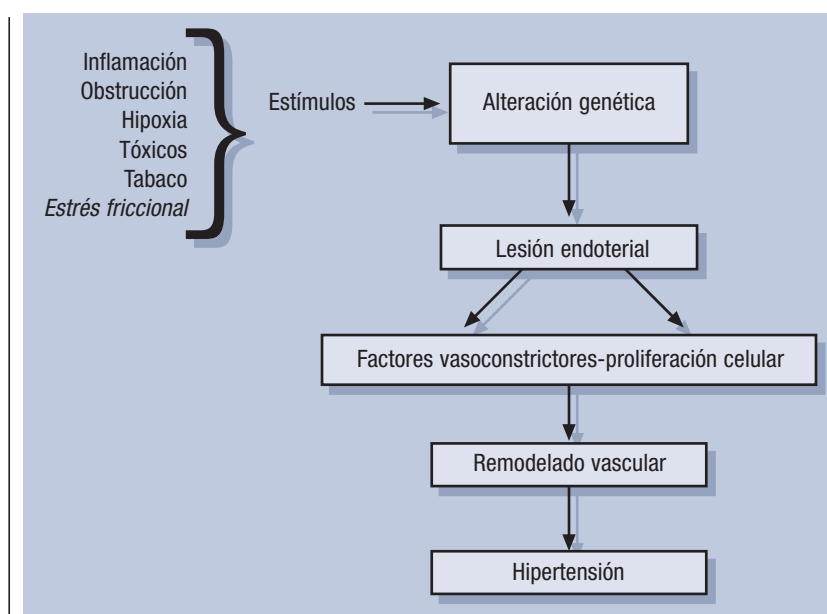 Inflamación
Obstrucción
Hipoxia
Tóxicos
Tabaco
Estrés friccional
Estímulos
Alteración genética
Lesión endoterial
Factores vasoconstrictores-proliferación celular
Remodelado vascular
Hipertensión